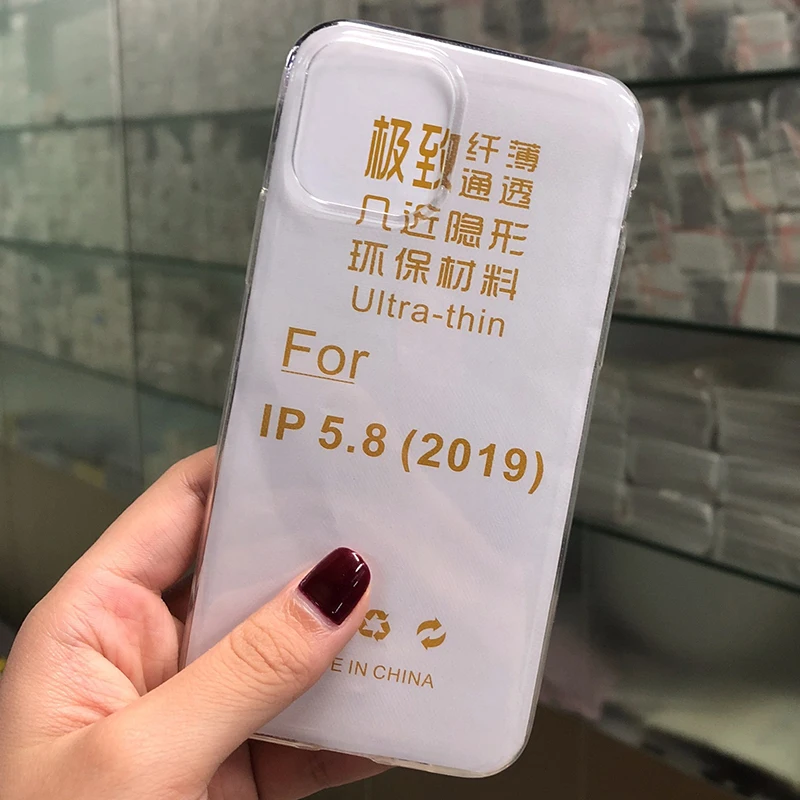 极致纤薄
通透
几近隐形
环保材料
Ultra-thin
For
IP 5.8 (2019)
E IN CHINA